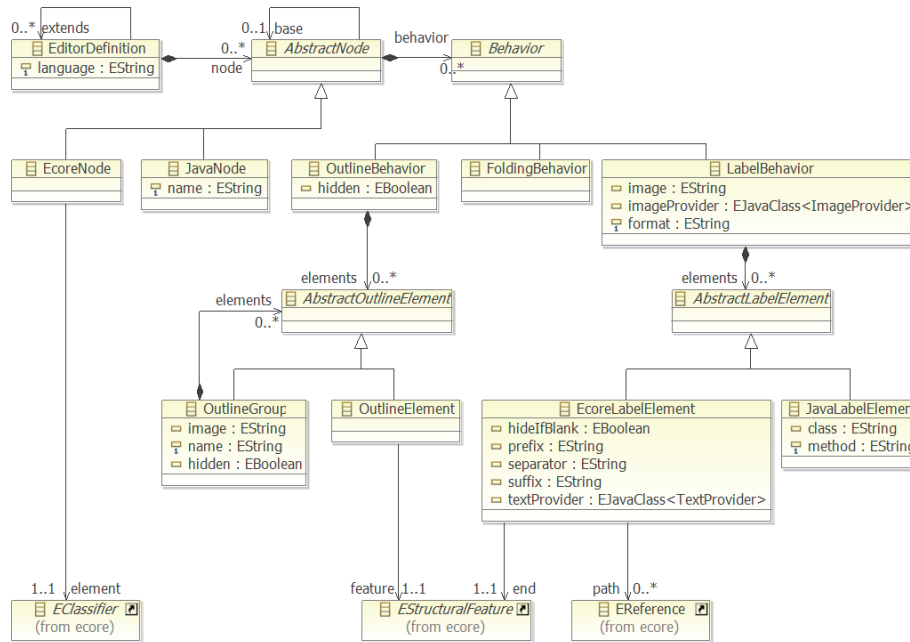 0..* extends
0..1 base
EditorDefinition
language : EString
0..*
node
AbstractNode
behavior
0..*
Behavior
EcoreNode
JavaNode
name : EString
OutlineBehavior
hidden : EBoolean
FoldingBehavior
LabelBehavior
image : EString
imageProvider : EJavaClass<ImageProvider>
format : EString
elements 0..*
elements 0..*
elements
0..*
AbstractOutlineElement
AbstractLabelElement
OutlineGroup
image : EString
name : EString
hidden : EBoolean
OutlineElement
EcoreLabelElement
hideIfBlank : EBoolean
prefix : EString
separator : EString
suffix : EString
textProvider : EJavaClass<TextProvider>
JavaLabelElement
class : EString
method : EString
1..1 element
feature 1..1
1..1 end
path 0..*
EClassifier
(from ecore)
EStructuralFeature
(from ecore)
EReference
(from ecore)